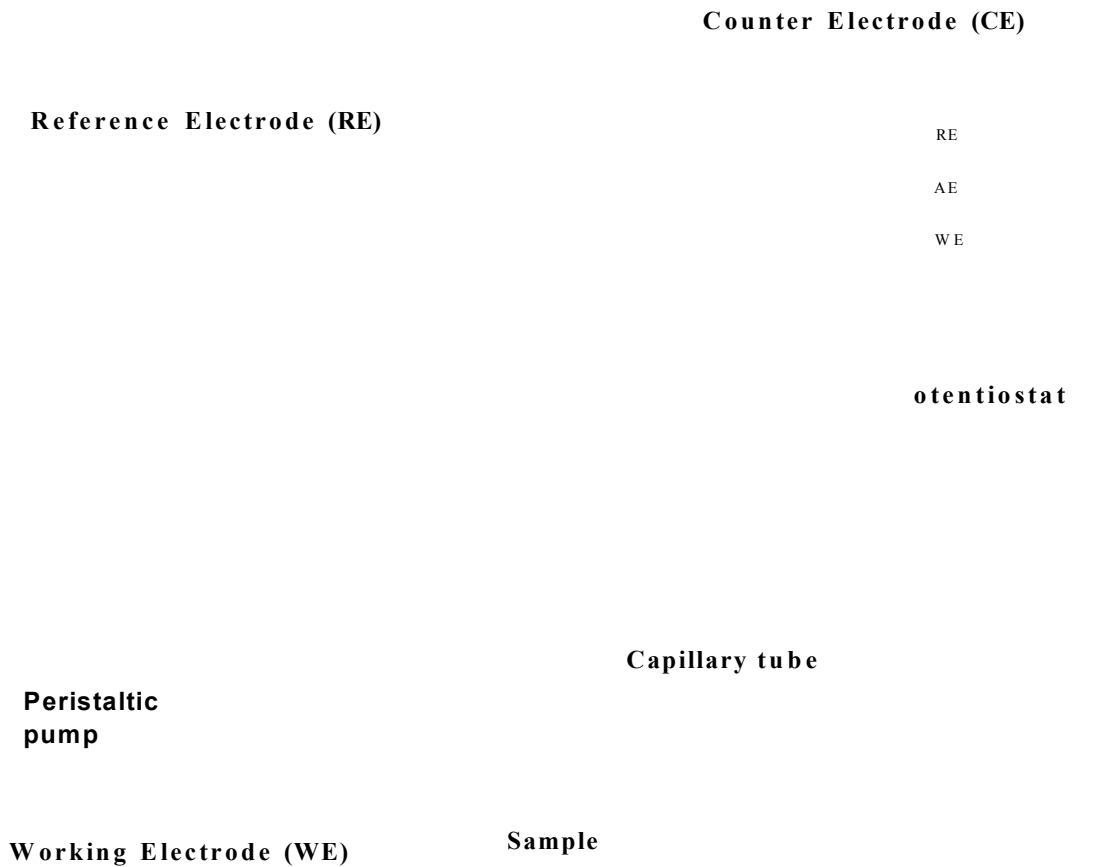 Counter Electrode (CE)
Reference Electrode (RE)
RE
AE
WE
otentiostat
Capillary tube
Peristaltic
pump
Sample
Working Electrode (WE)